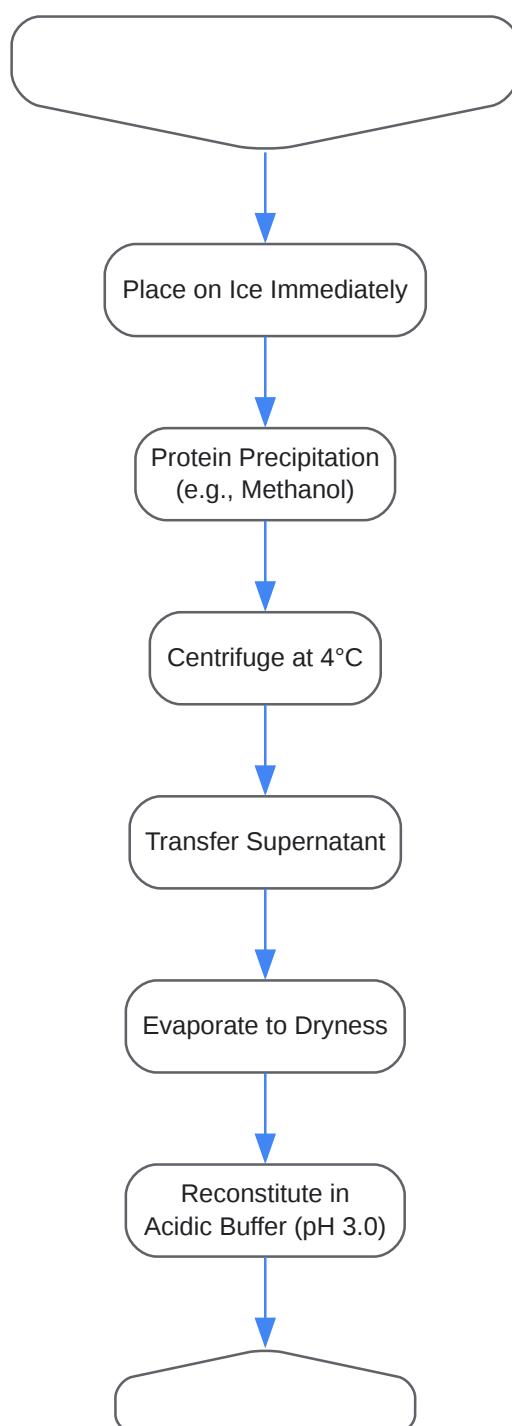 Place on Ice Immediately
Protein Precipitation
(e.g., Methanol)
Centrifuge at 4°C
Transfer Supernatant
Evaporate to Dryness
Reconstitute in
Acidic Buffer (pH 3.0)